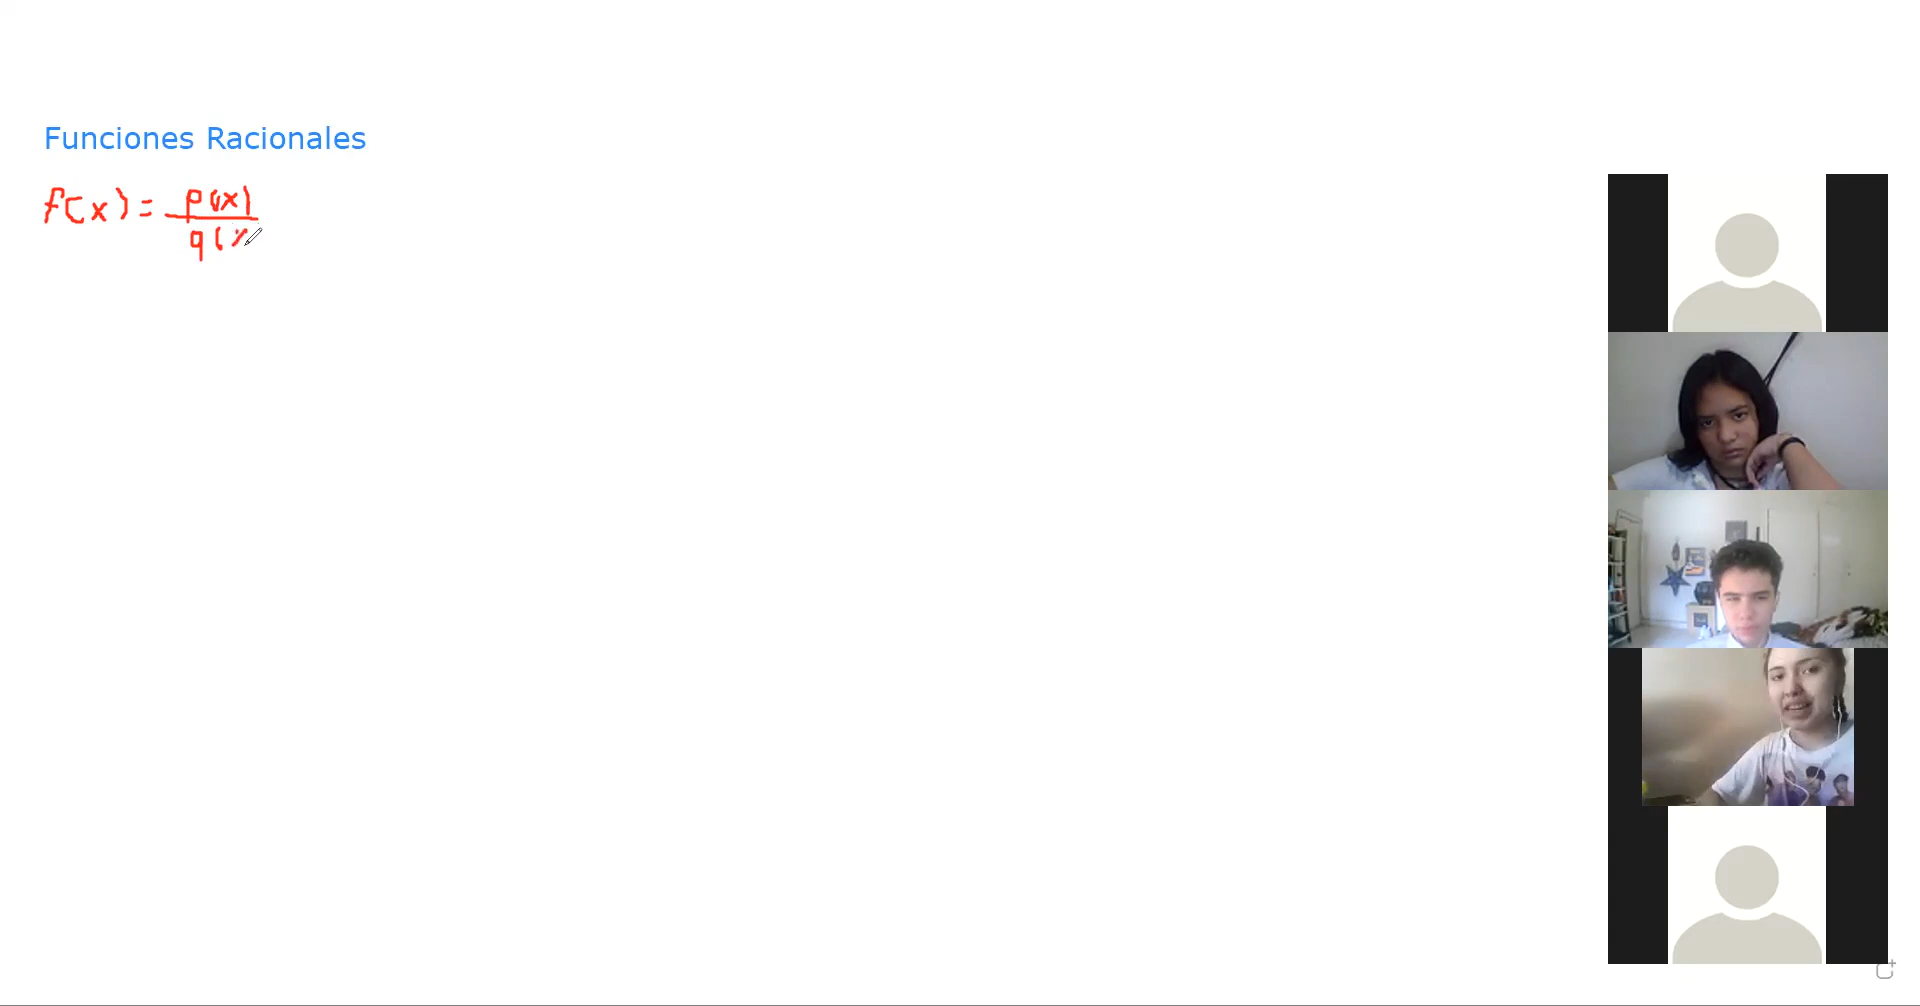 Funciones Racionales
f(x) = p(x)
q(x